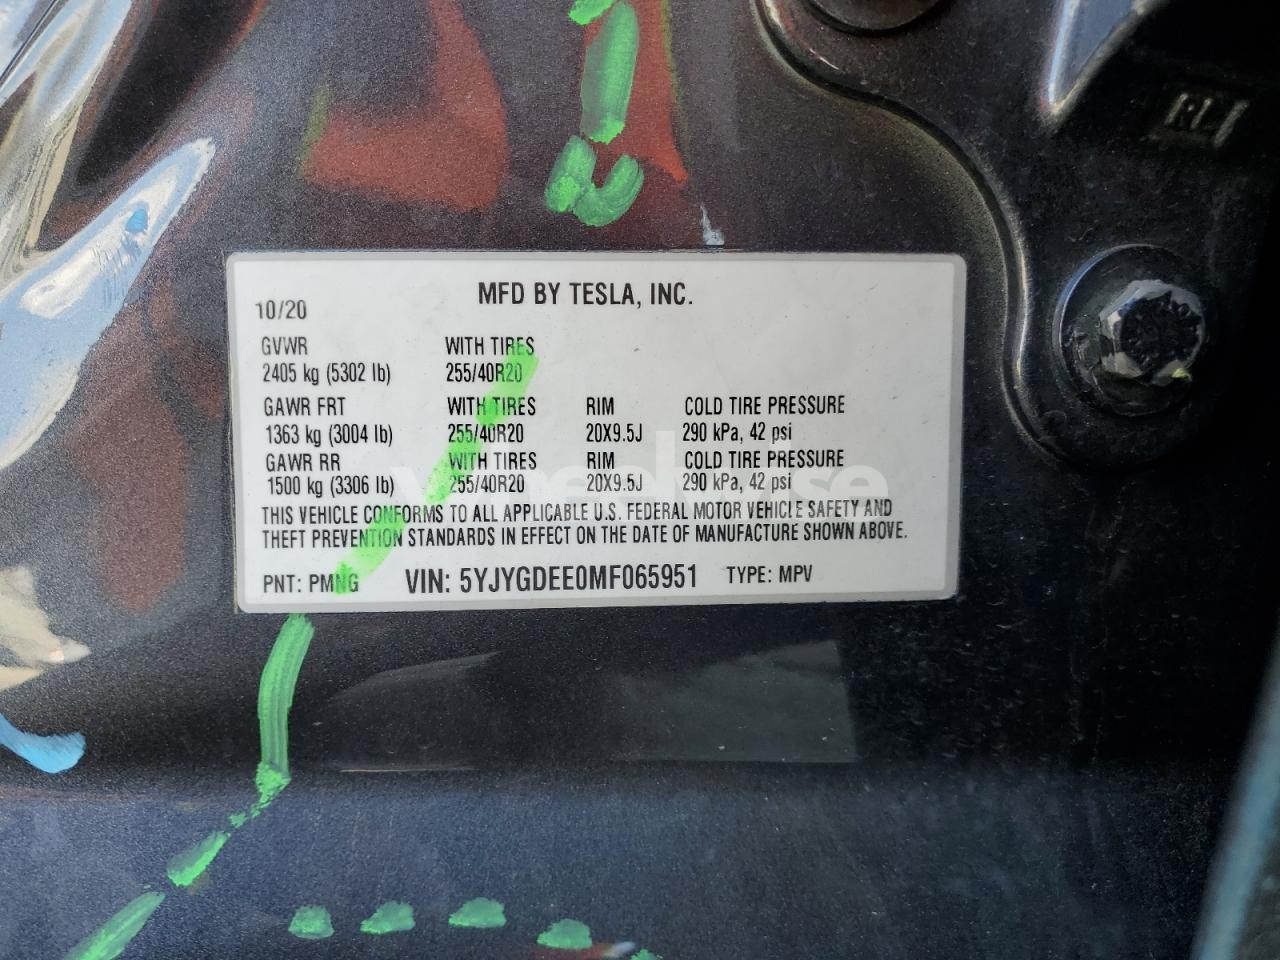 MFD BY TESLA, INC.
10/20
GVWR WITH TIRES
2405 kg (5302 lb) 255/40R20
GAWR FRT WITH TIRES RIM COLD TIRE PRESSURE
1363 kg (3004 lb) 255/40R20 20X9.5J 290 kPa, 42 psi
GAWR RR WITH TIRES RIM COLD TIRE PRESSURE
1500 kg (3306 lb) 255/40R20 20X9.5J 290 kPa, 42 psi
THIS VEHICLE CONFORMS TO ALL APPLICABLE U.S. FEDERAL MOTOR VEHICLE SAFETY AND
THEFT PREVENTION STANDARDS IN EFFECT ON THE DATE OF MANUFACTURE SHOWN ABOVE.
PNT: PMNG VIN: 5YJYGDEE0MF065951 TYPE: MPV
wheelwise